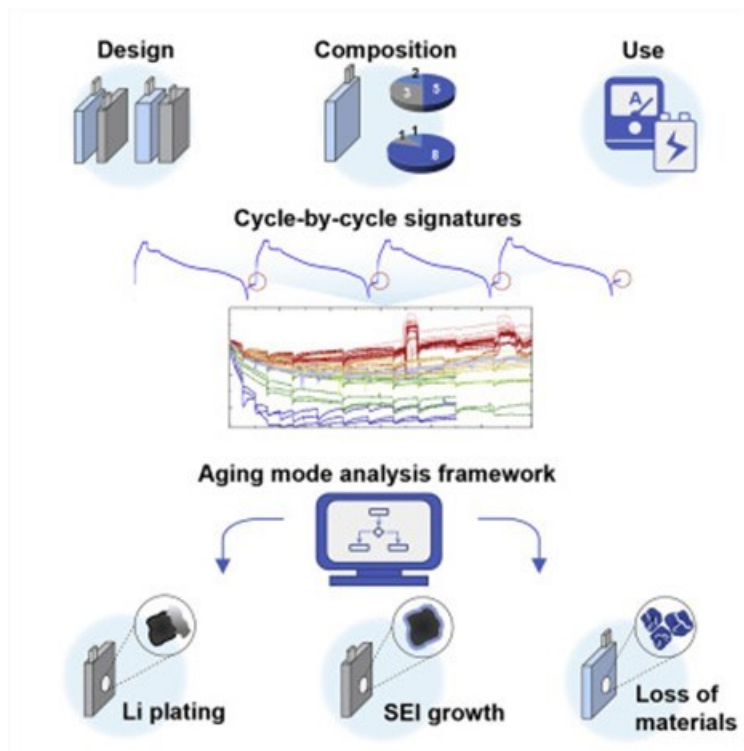 Design
Composition
Use
2
3
5
1
1
8
A
Cycle-by-cycle signatures
Aging mode analysis framework
Li plating
SEI growth
Loss of
materials